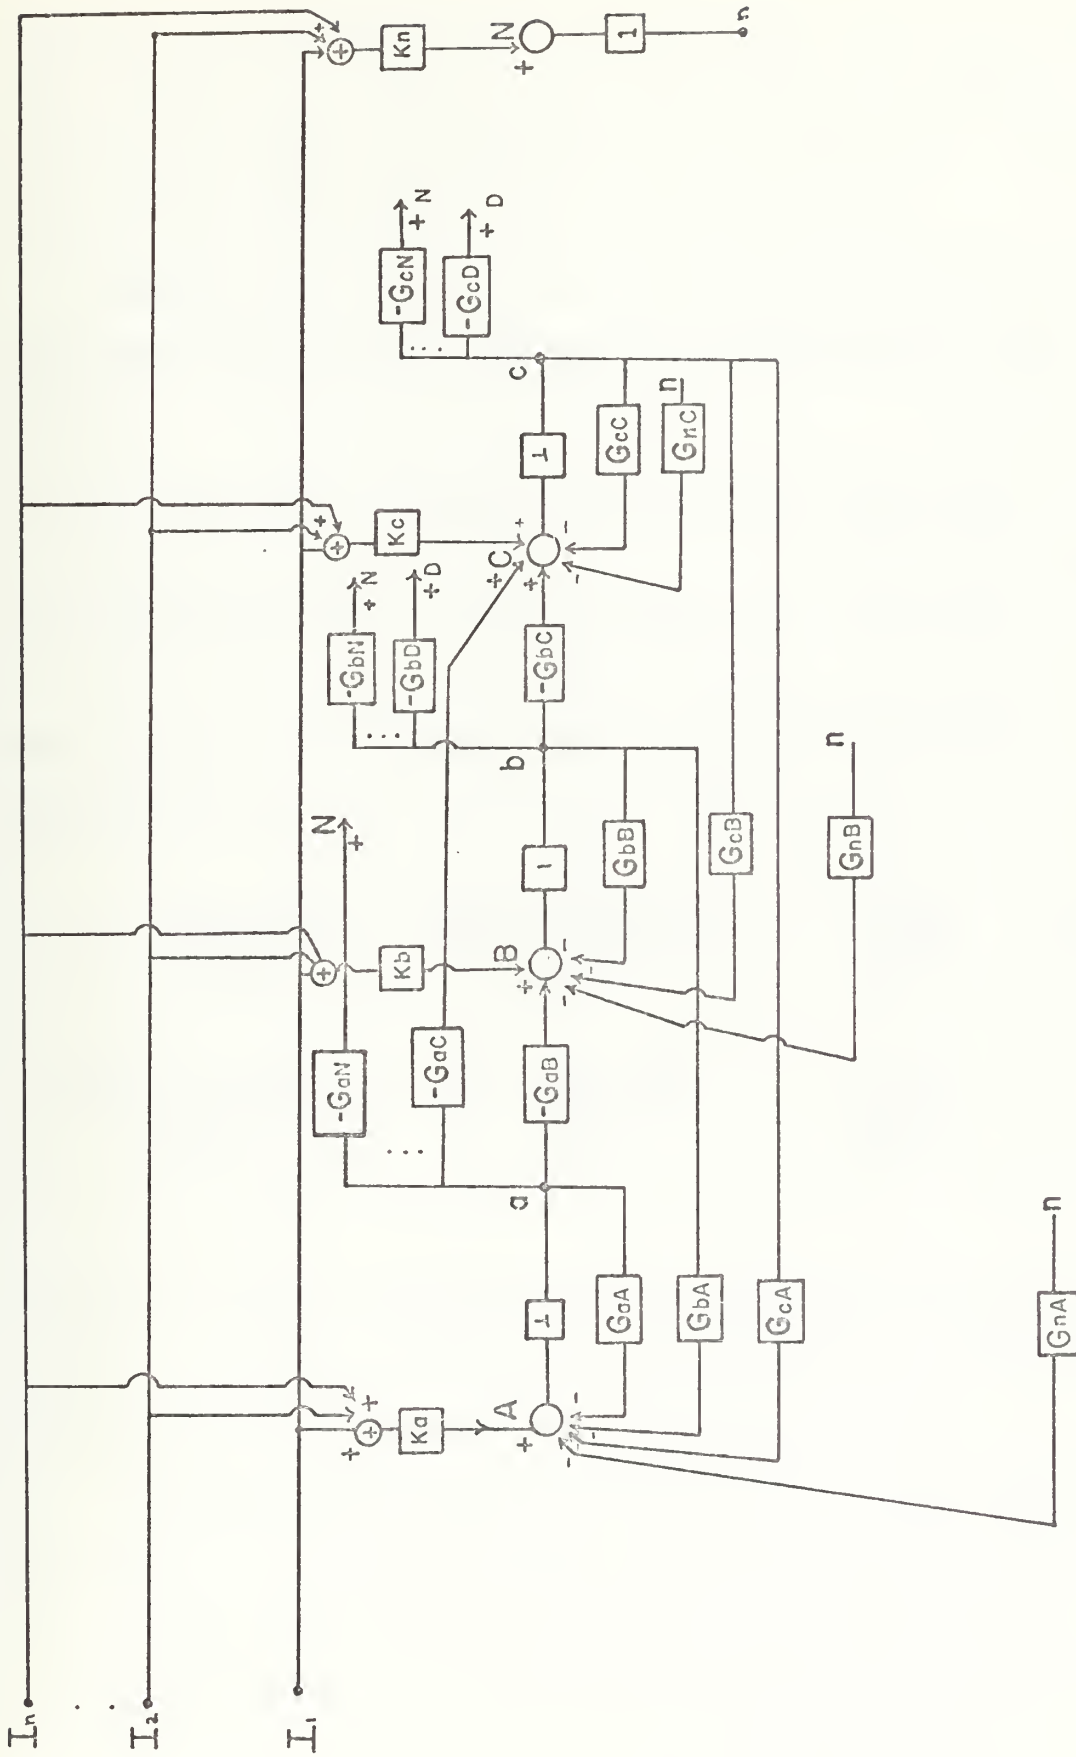 In
I2
I1
+
+
+
Ka
A
+
-
-
-
1
GaA
GbA
GcA
GnA
n
a
-GaN
N
+
-GaC
-GaB
+
Kb
B
+
-
-
-
1
GbB
GcB
GnB
n
b
-GbN
+N
-GbD
+D
-GbC
+
+
+
Kc
+C
+
+
-
-
1
GcC
GnC
n
c
-GcN
+N
-GcD
+D
+
+
Kn
N
+
1
n